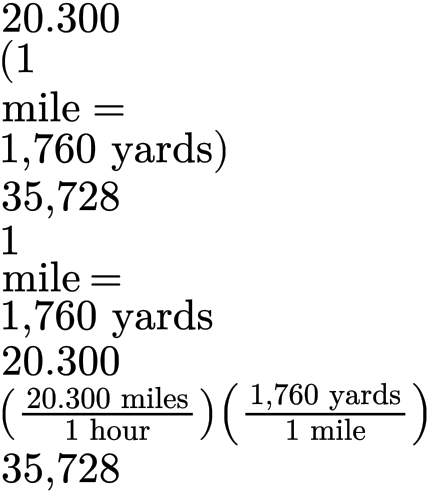 20.300
(1
mile =
1,760 yards)
35,728
1
mile =
1,760 yards
20.300
(20.300 miles / 1 hour)(1,760 yards / 1 mile)
35,728